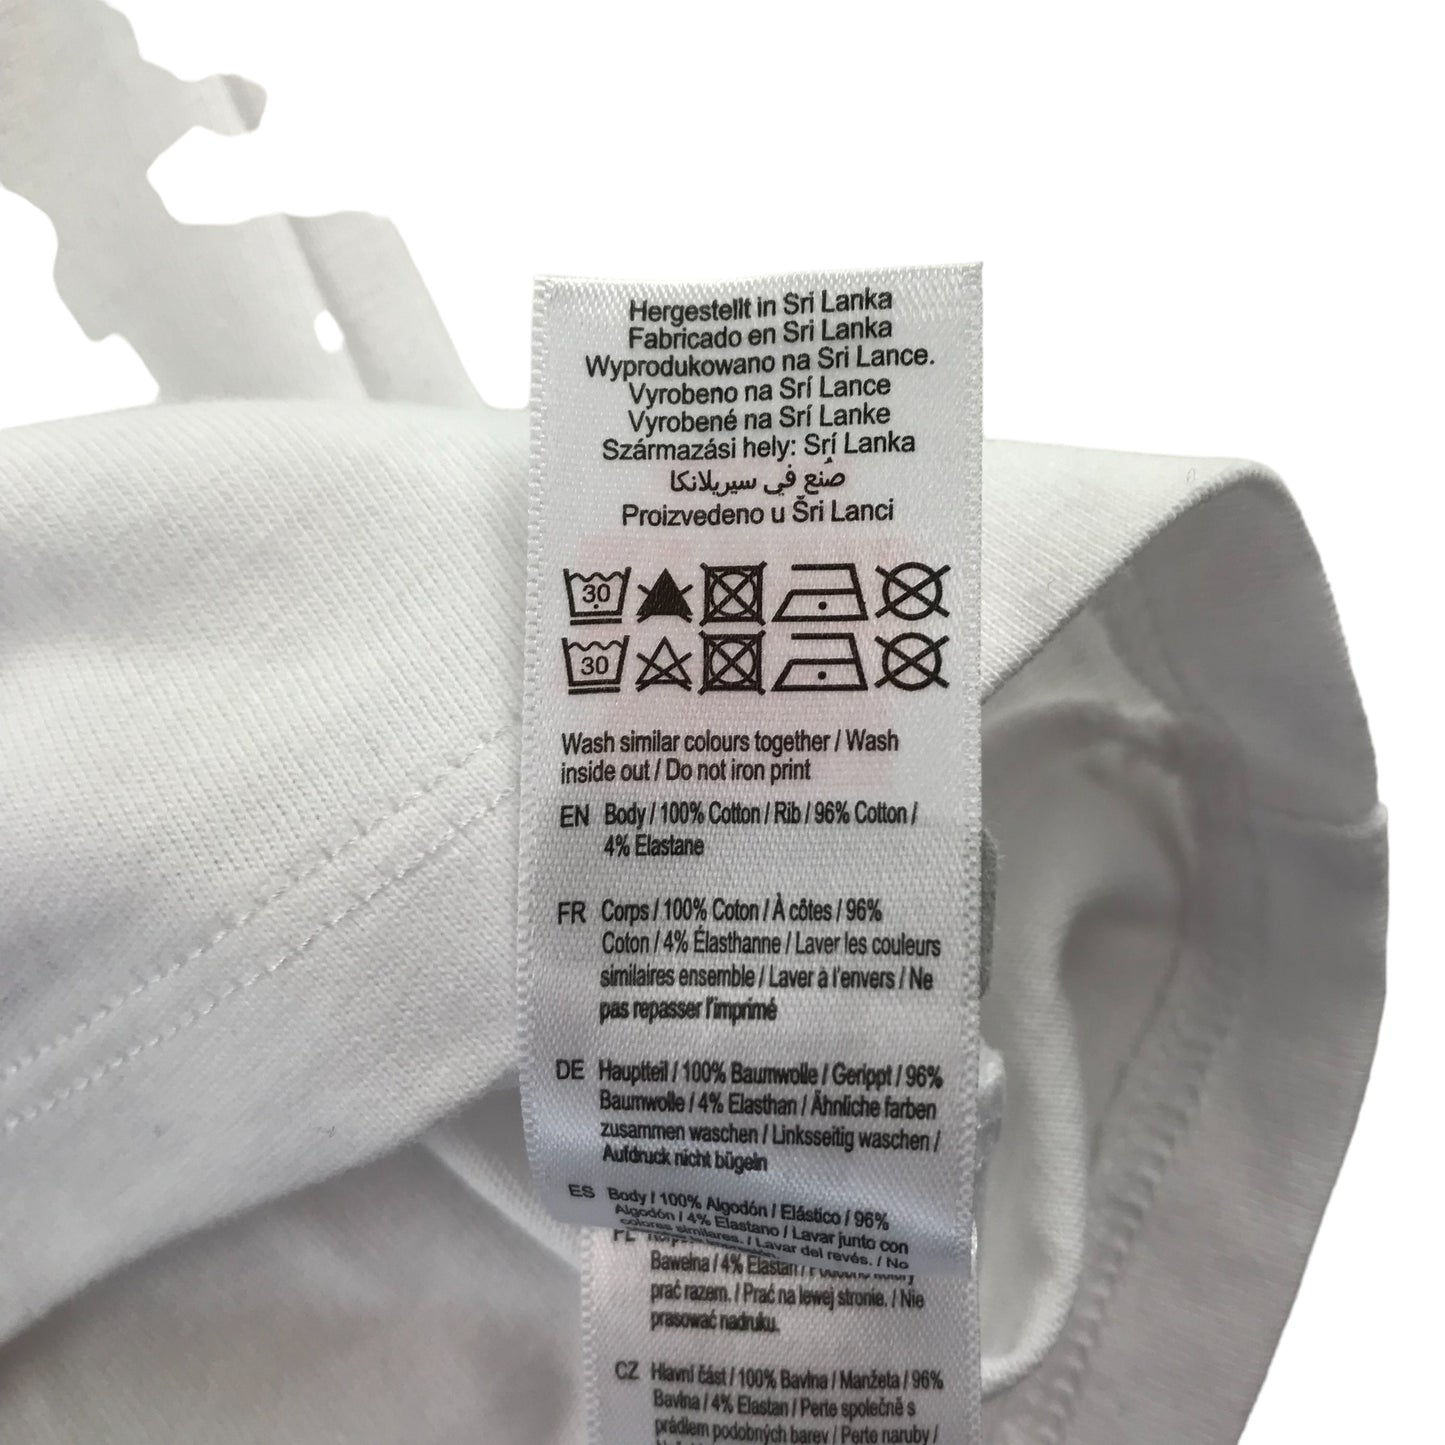 Hergestellt in Sri Lanka
Fabricado en Sri Lanka
Wyprodukowano na Sri Lance.
Vyrobeno na Srí Lance
Vyrobené na Srí Lanke
Származási hely: Srí Lanka
صنع في سيريلانكا
Proizvedeno u Šri Lanci
30
30
Wash similar colours together / Wash
inside out / Do not iron print
EN Body / 100% Cotton / Rib / 96% Cotton /
4% Elastane
FR Corps / 100% Coton / À côtes / 96%
Coton / 4% Élasthanne / Laver les couleurs
similaires ensemble / Laver à l'envers / Ne
pas repasser l'imprimé
DE Hauptteil / 100% Baumwolle / Gerippt / 96%
Baumwolle / 4% Elasthan / Ähnliche farben
zusammen waschen / Linksseitig waschen /
Aufdruck nicht bügeln
ES Body / 100% Algodón / Elástico / 96%
Algodón / 4% Elastano / Lavar junto con
colores similares. / Lavar del revés. / No
PL
Bawełna / 4% Elastan /
prać razem. / Prać na lewej stronie. / Nie
prasować nadruku.
CZ Hlavní část / 100% Bavlna / Manžeta / 96%
Bavlna / 4% Elastan / Perte společně s
prádlem podobných barev / Perte naruby /